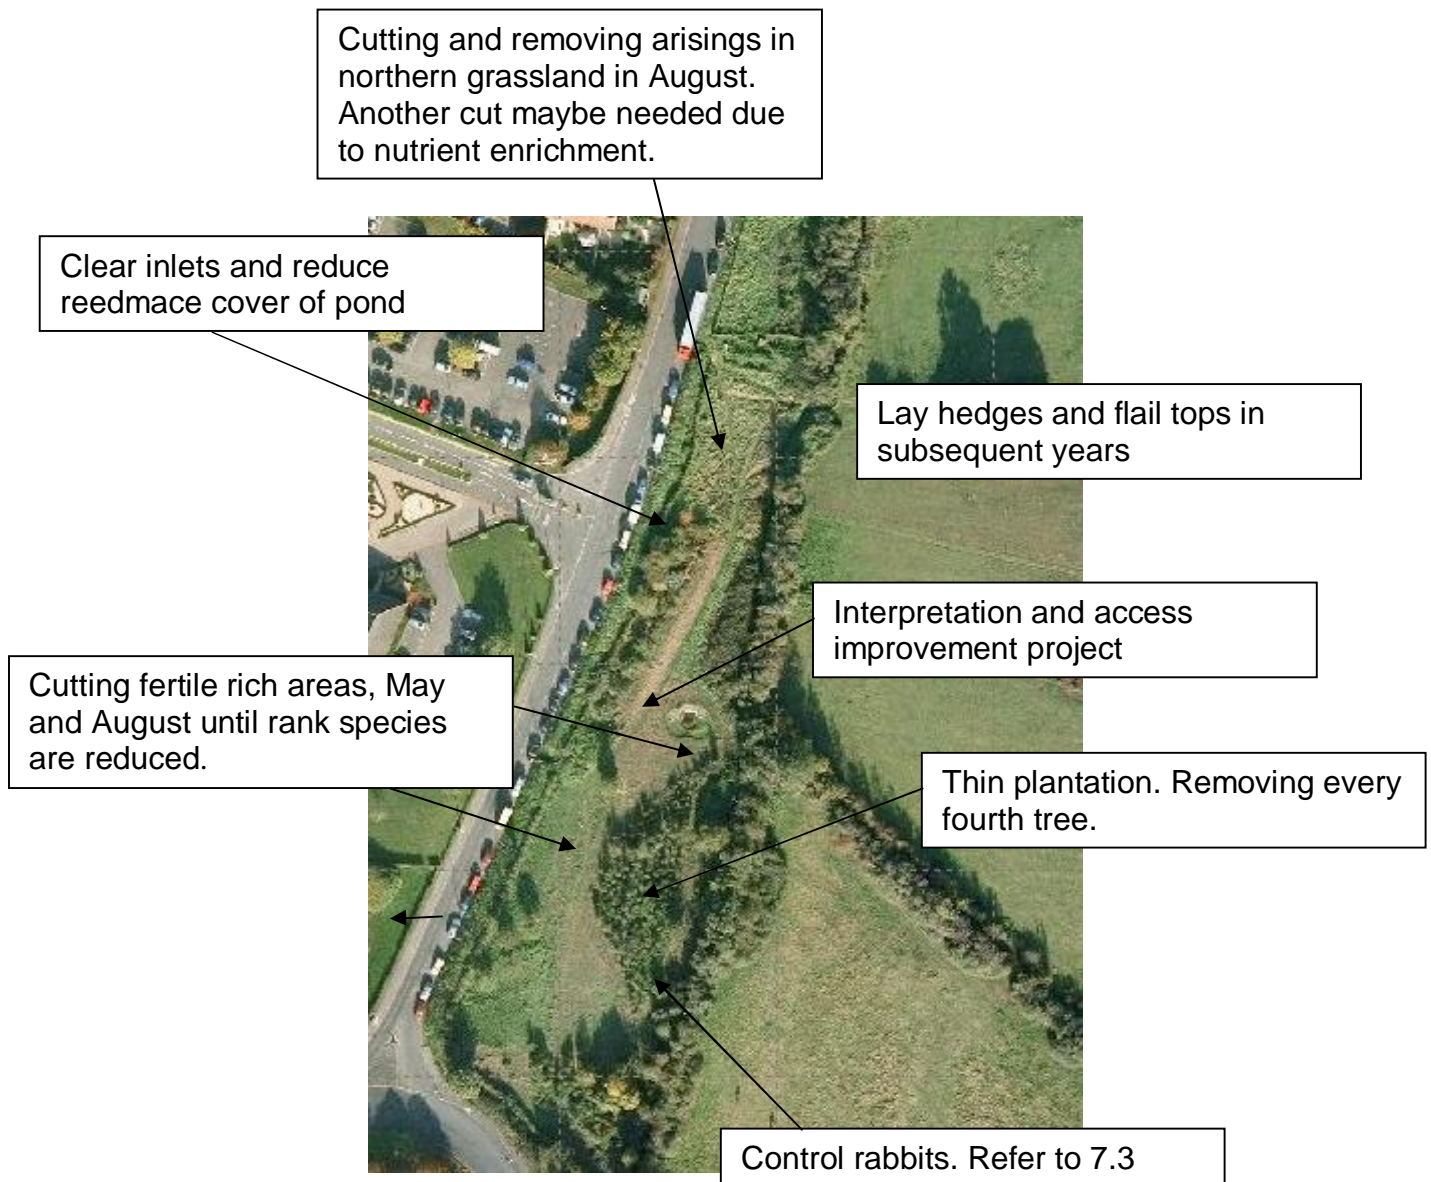 Cutting and removing arisings in
northern grassland in August.
Another cut maybe needed due
to nutrient enrichment.
Clear inlets and reduce
reedmace cover of pond
Lay hedges and flail tops in
subsequent years
Interpretation and access
improvement project
Cutting fertile rich areas, May
and August until rank species
are reduced.
Thin plantation. Removing every
fourth tree.
Control rabbits. Refer to 7.3